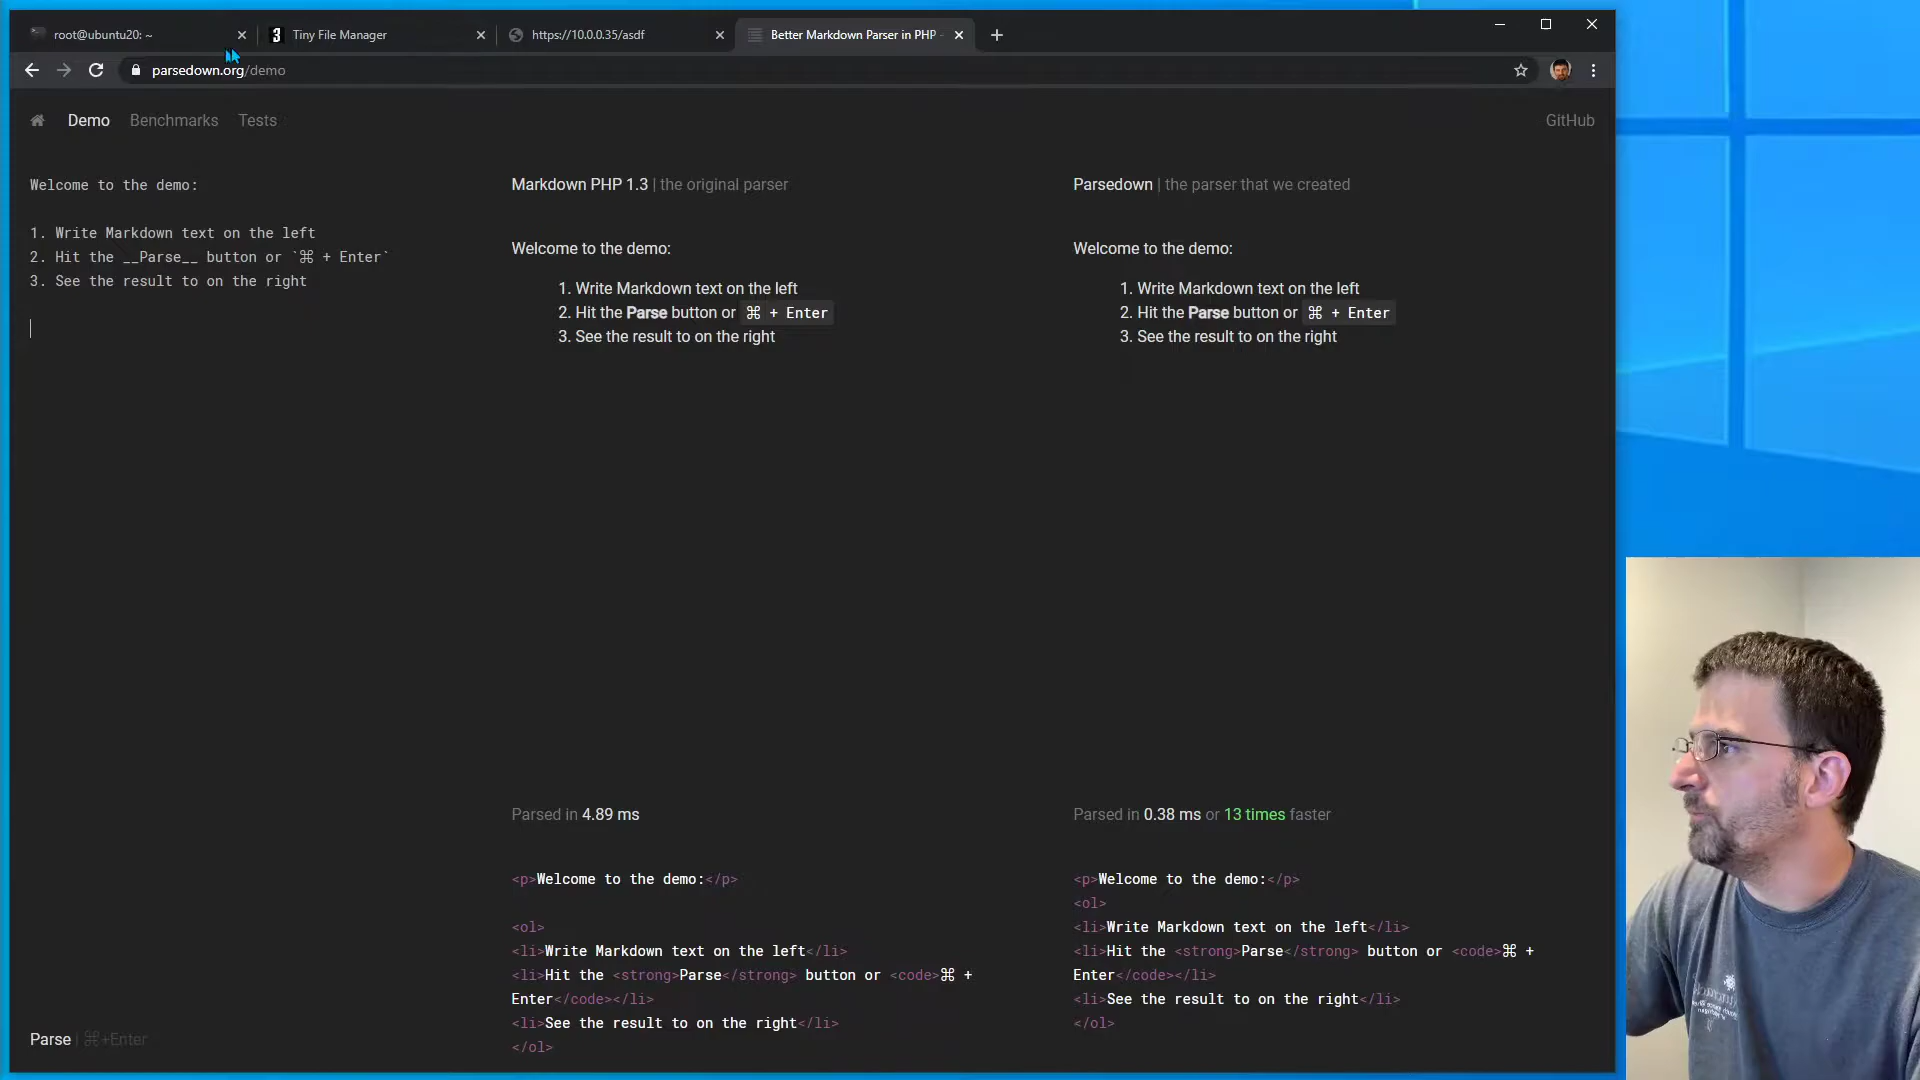 root@ubuntu20: ~
Tiny File Manager
https://10.0.0.35/asdf
Better Markdown Parser in PHP -
parsedown.org/demo
Demo
Benchmarks
Tests
GitHub
Welcome to the demo:
1. Write Markdown text on the left
2. Hit the __Parse__ button or `⌘ + Enter`
3. See the result to on the right
Markdown PHP 1.3 | the original parser
Welcome to the demo:
1. Write Markdown text on the left
2. Hit the Parse button or ⌘ + Enter
3. See the result to on the right
Parsedown | the parser that we created
Welcome to the demo:
1. Write Markdown text on the left
2. Hit the Parse button or ⌘ + Enter
3. See the result to on the right
Parsed in 4.89 ms
<p>Welcome to the demo:</p>
<ol>
<li>Write Markdown text on the left</li>
<li>Hit the <strong>Parse</strong> button or <code>⌘ +
Enter</code></li>
<li>See the result to on the right</li>
</ol>
Parsed in 0.38 ms or 13 times faster
<p>Welcome to the demo:</p>
<ol>
<li>Write Markdown text on the left</li>
<li>Hit the <strong>Parse</strong> button or <code>⌘ +
Enter</code></li>
<li>See the result to on the right</li>
</ol>
Parse | ⌘+Enter